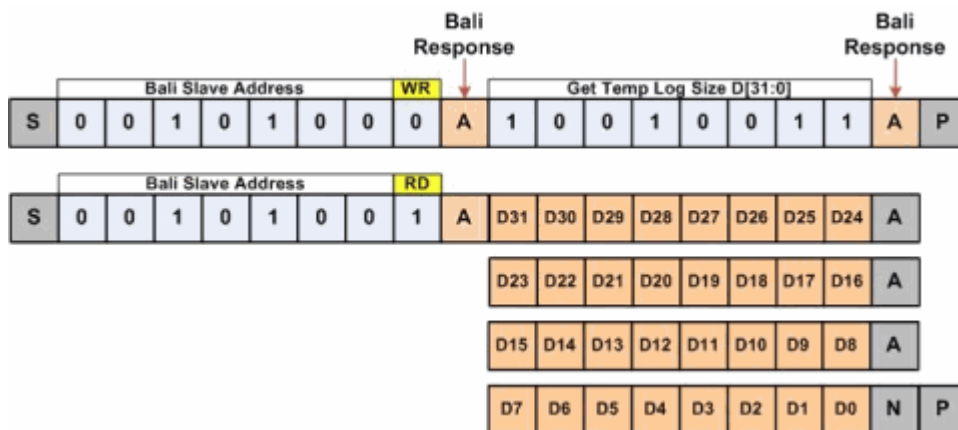 Bali Response Bali Response
Bali Slave Address WR Get Temp Log Size D[31:0]
S 0 0 1 0 1 0 0 0 A 1 0 0 1 0 0 1 1 A P
Bali Slave Address RD
S 0 0 1 0 1 0 0 1 A D31 D30 D29 D28 D27 D26 D25 D24 A
D23 D22 D21 D20 D19 D18 D17 D16 A
D15 D14 D13 D12 D11 D10 D9 D8 A
D7 D6 D5 D4 D3 D2 D1 D0 N P